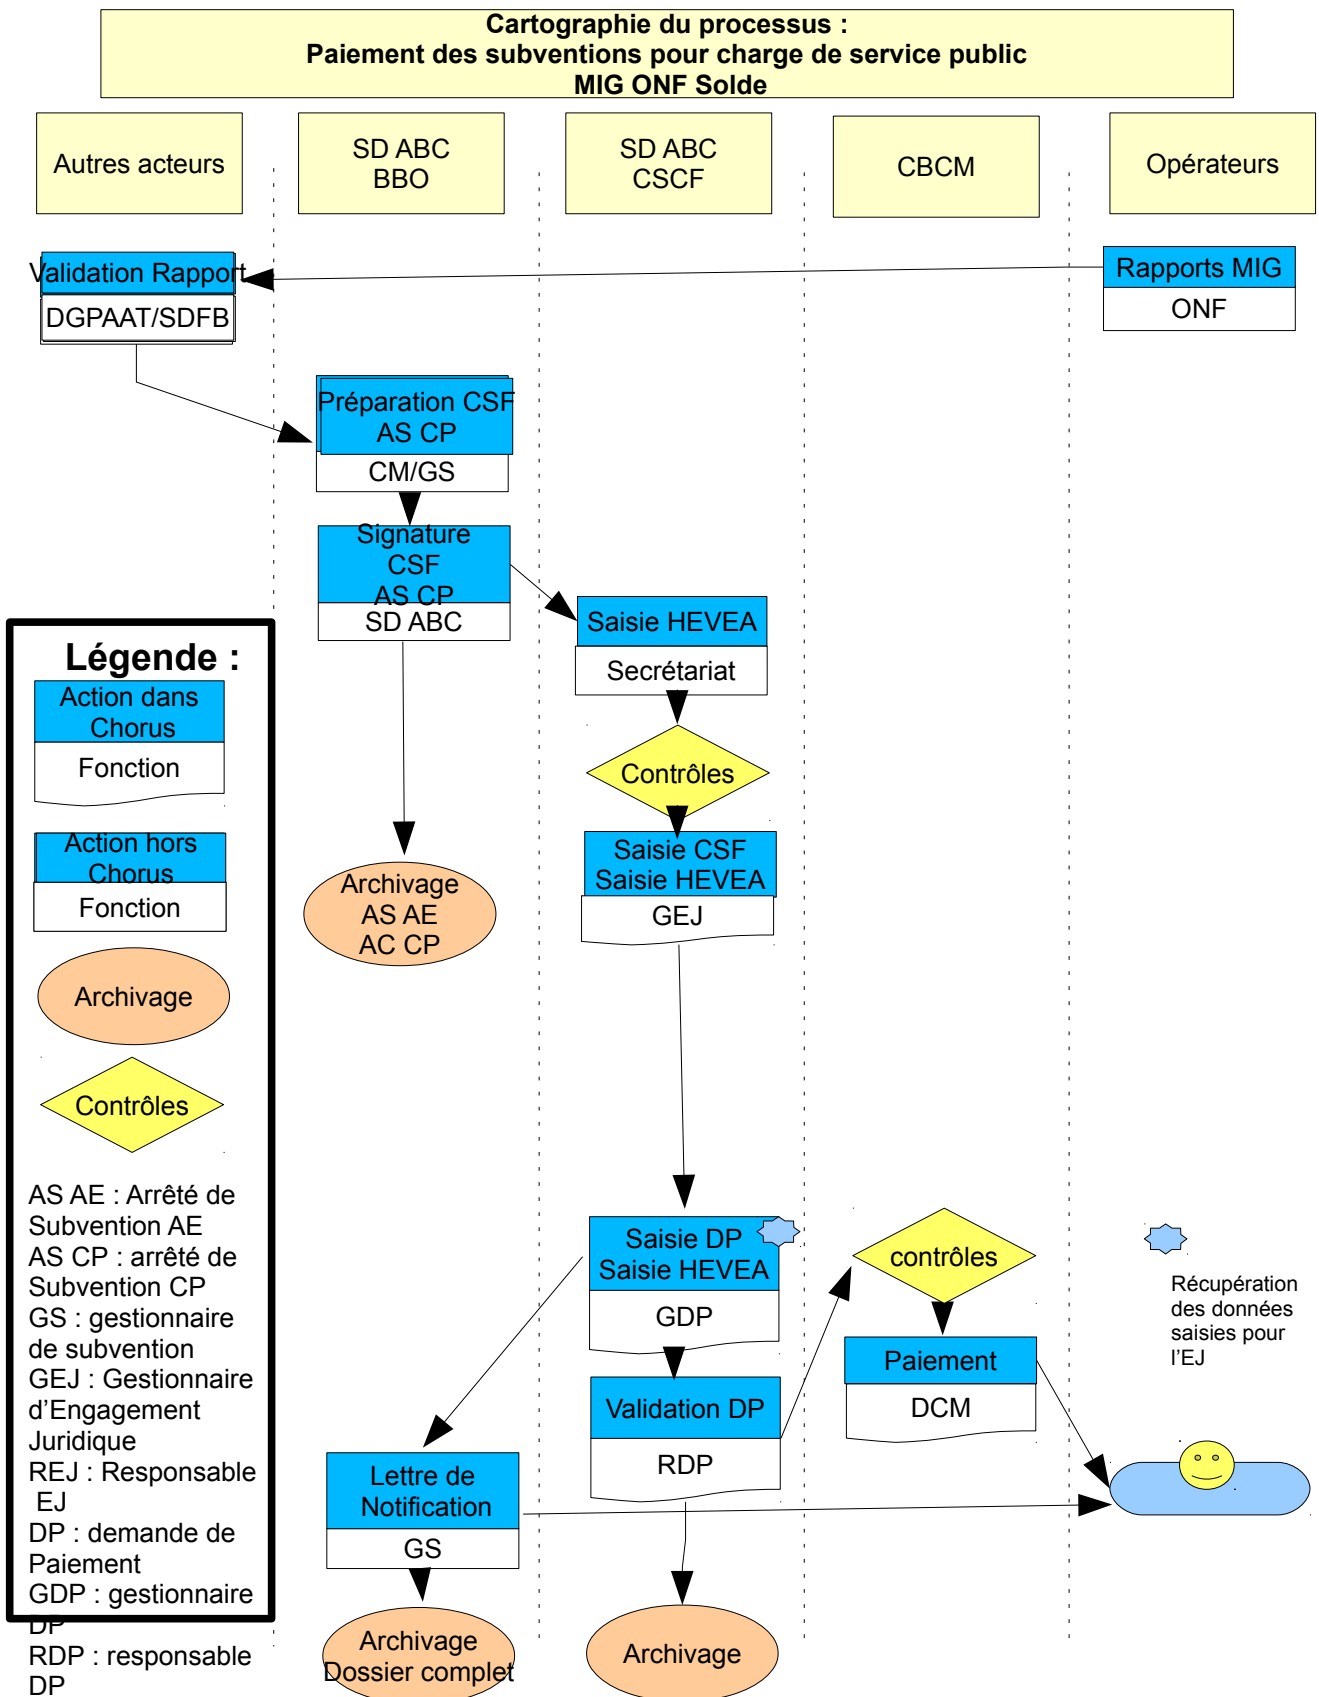 Cartographie du processus :
Paiement des subventions pour charge de service public
MIG ONF Solde
Autres acteurs
SD ABC
BBO
SD ABC
CSCF
CBCM
Opérateurs
Validation Rapport
DGPAAT/SDFB
Rapports MIG
ONF
Préparation CSF
AS CP
CM/GS
Signature
CSF
AS CP
SD ABC
Saisie HEVEA
Secrétariat
Contrôles
Saisie CSF
Saisie HEVEA
GEJ
Archivage
AS AE
AC CP
Saisie DP
Saisie HEVEA
GDP
Validation DP
RDP
contrôles
Paiement
DCM
Récupération
des données
saisies pour
l'EJ
Lettre de
Notification
GS
Archivage
Dossier complet
Archivage
Légende :
Action dans
Chorus
Fonction
Action hors
Chorus
Fonction
Archivage
Contrôles
AS AE : Arrêté de
Subvention AE
AS CP : arrêté de
Subvention CP
GS : gestionnaire
de subvention
GEJ : Gestionnaire
d'Engagement
Juridique
REJ : Responsable
EJ
DP : demande de
Paiement
GDP : gestionnaire
DP
RDP : responsable
DP